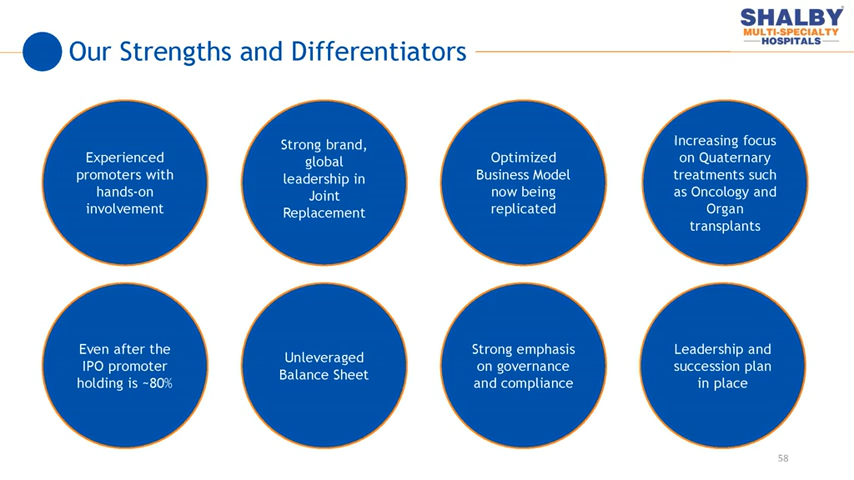 SHALBY
MULTI-SPECIALTY
HOSPITALS
Our Strengths and Differentiators
Experienced
promoters with
hands-on
involvement
Strong brand,
global
leadership in
Joint
Replacement
Optimized
Business Model
now being
replicated
Increasing focus
on Quaternary
treatments such
as Oncology and
Organ
transplants
Even after the
IPO promoter
holding is ~80%
Unleveraged
Balance Sheet
Strong emphasis
on governance
and compliance
Leadership and
succession plan
in place
58